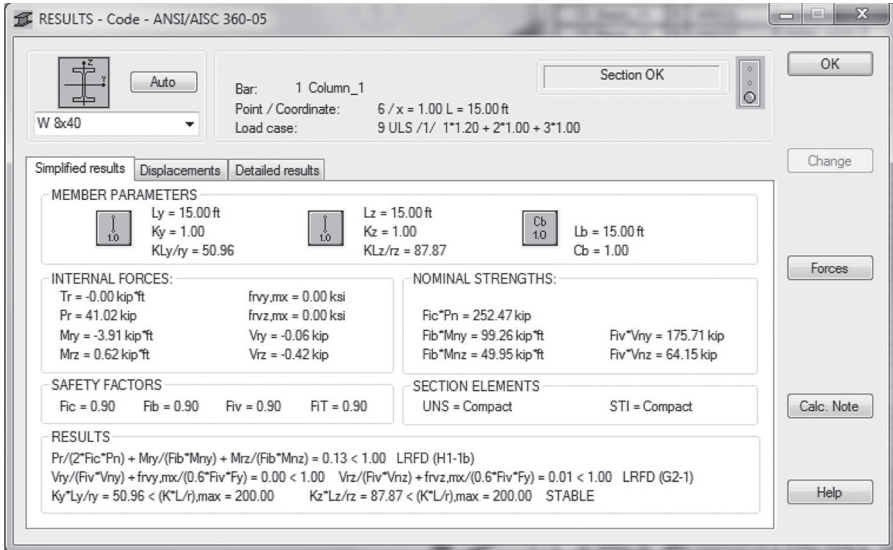 RESULTS - Code - ANSI/AISC 360-05
Z
Y
Auto
W 8x40
Bar: 1 Column_1
Point / Coordinate: 6 / x = 1.00 L = 15.00 ft
Load case: 9 ULS /1/ 1*1.20 + 2*1.00 + 3*1.00
Section OK
OK
Simplified results Displacements Detailed results
Change
MEMBER PARAMETERS
1.0 Ly = 15.00 ft
Ky = 1.00
KLy/ry = 50.96
1.0 Lz = 15.00 ft
Kz = 1.00
KLz/rz = 87.87
Cb
1.0
Lb = 15.00 ft
Cb = 1.00
Forces
INTERNAL FORCES:
Tr = -0.00 kip*ft frvy,mx = 0.00 ksi
Pr = 41.02 kip frvz,mx = 0.00 ksi
Mry = -3.91 kip*ft Vry = -0.06 kip
Mrz = 0.62 kip*ft Vrz = -0.42 kip
NOMINAL STRENGTHS:
Fic*Pn = 252.47 kip
Fib*Mny = 99.26 kip*ft Fiv*Vny = 175.71 kip
Fib*Mnz = 49.95 kip*ft Fiv*Vnz = 64.15 kip
SAFETY FACTORS
Fic = 0.90 Fib = 0.90 Fiv = 0.90 FiT = 0.90
SECTION ELEMENTS
UNS = Compact STI = Compact
Calc. Note
RESULTS
Pr/(2*Fic*Pn) + Mry/(Fib*Mny) + Mrz/(Fib*Mnz) = 0.13 < 1.00 LRFD (H1-1b)
Vry/(Fiv*Vny) + frvy,mx/(0.6*Fiv*Fy) = 0.00 < 1.00 Vrz/(Fiv*Vnz) + frvz,mx/(0.6*Fiv*Fy) = 0.01 < 1.00 LRFD (G2-1)
Ky*Ly/ry = 50.96 < (K*L/r),max = 200.00 Kz*Lz/rz = 87.87 < (K*L/r),max = 200.00 STABLE
Help